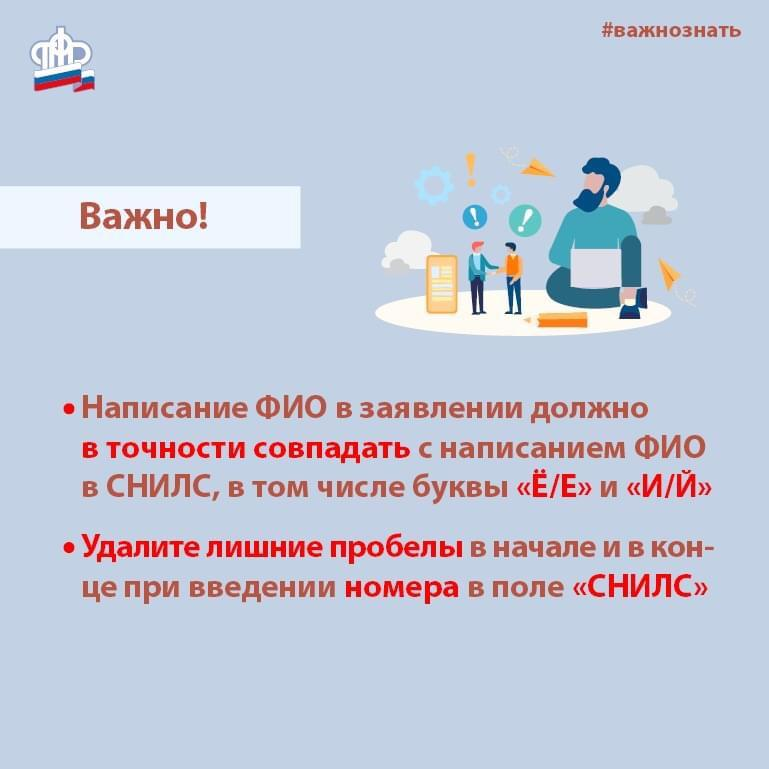 #важнознать
Важно!
• Написание ФИО в заявлении должно
в точности совпадать с написанием ФИО
в СНИЛС, в том числе буквы «Ё/Е» и «И/Й»
• Удалите лишние пробелы в начале и в кон-
це при введении номера в поле «СНИЛС»